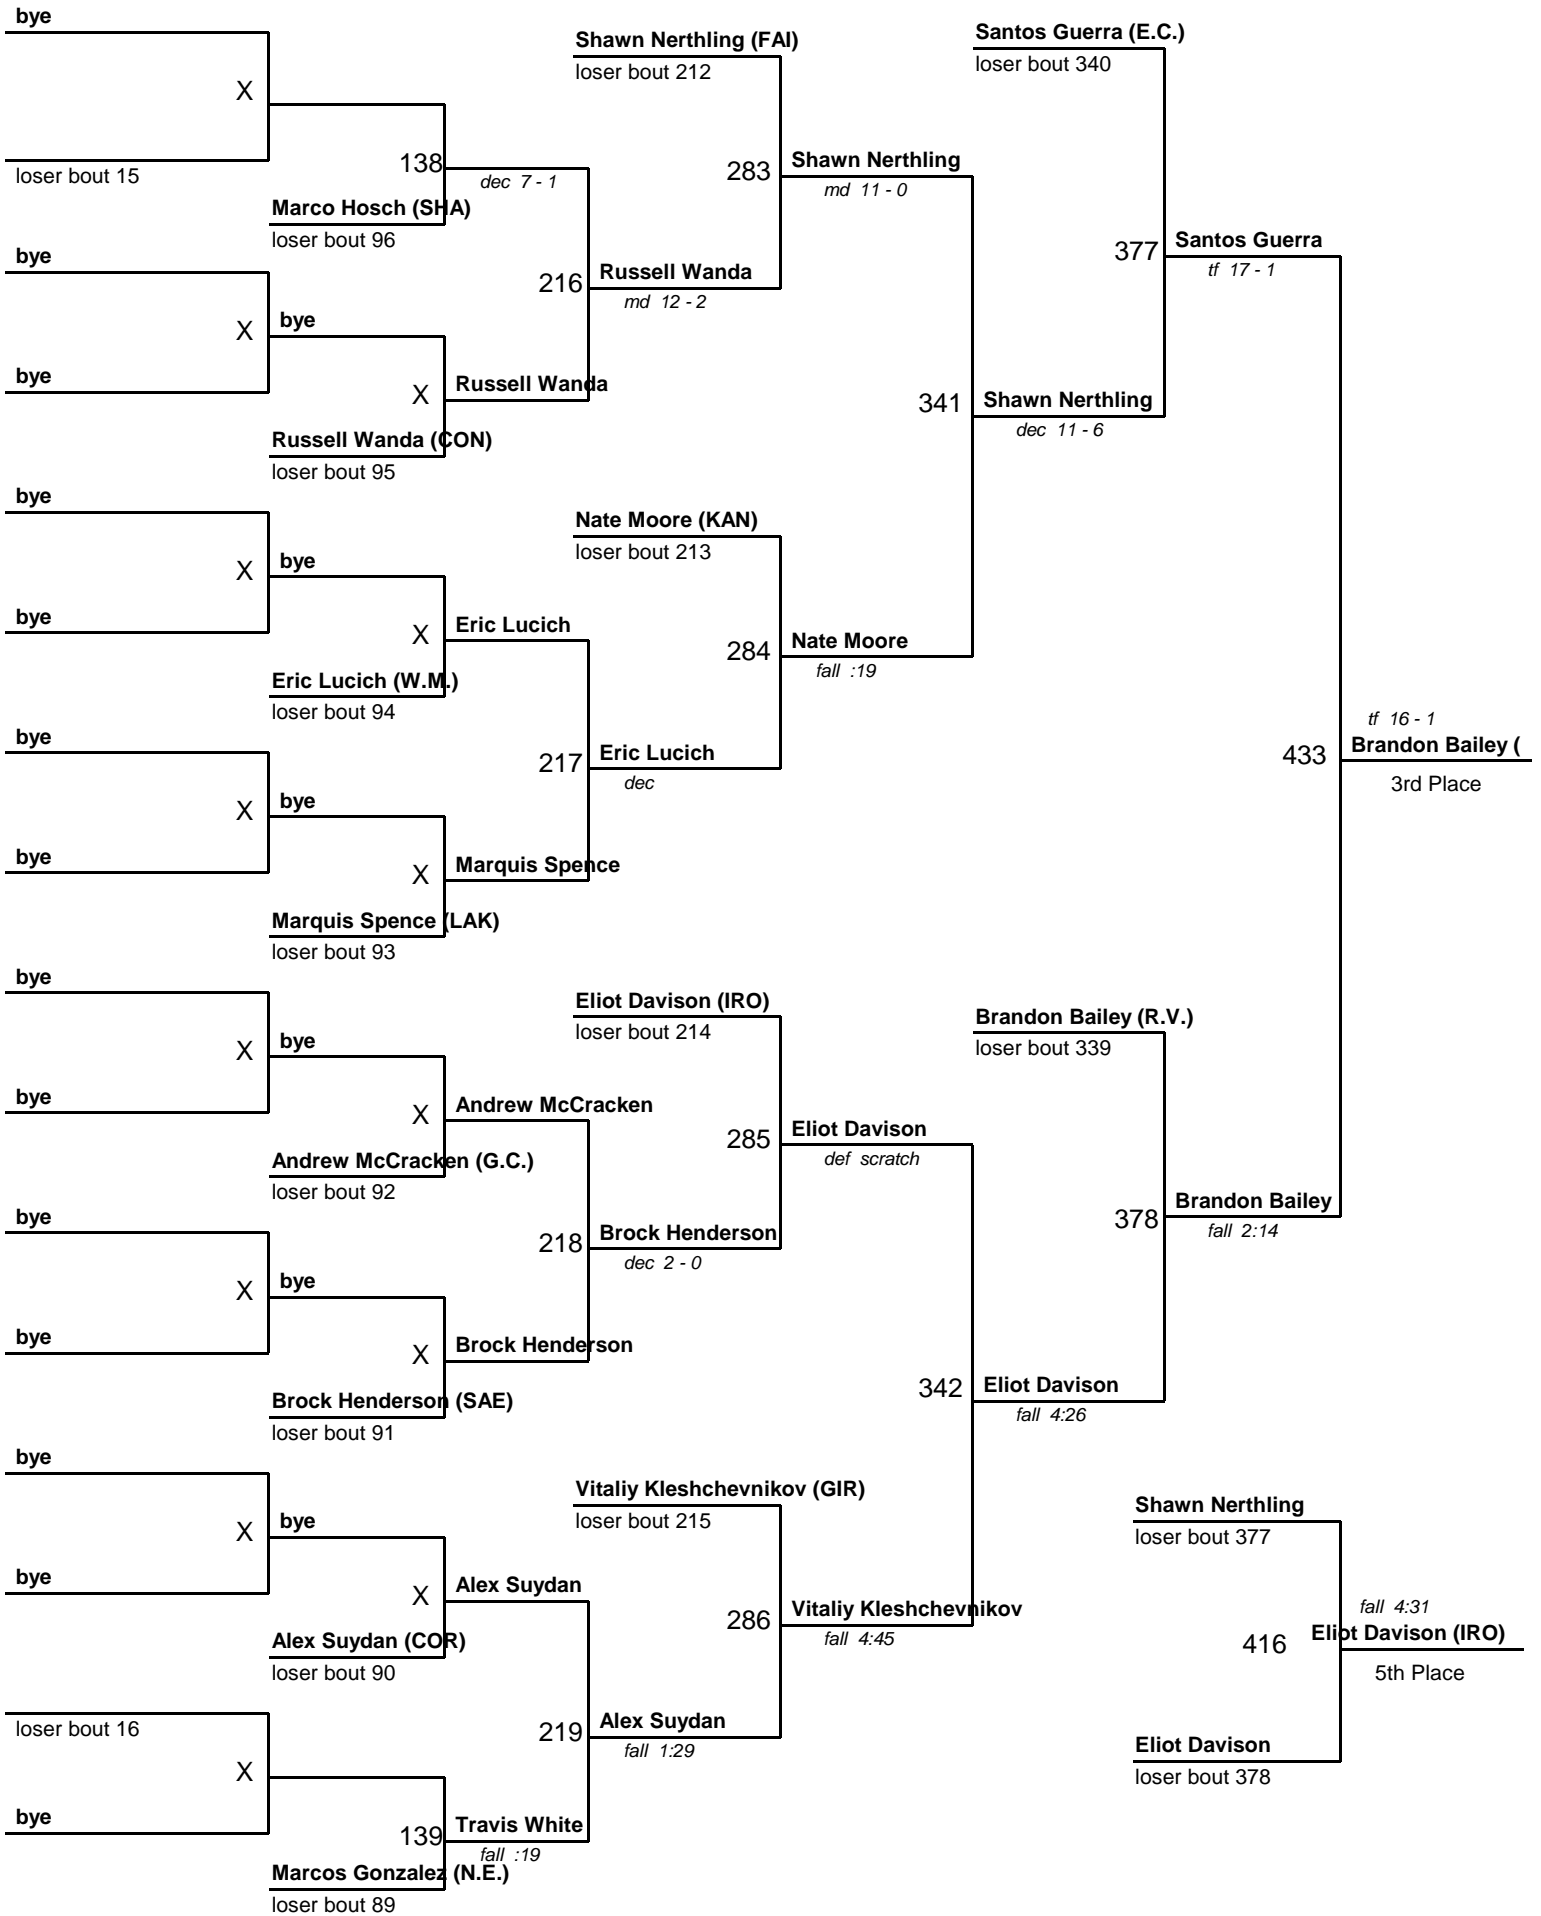 bye
Santos Guerra (E.C.)
Shawn Nerthling (FAI)
loser bout 340
loser bout 212
X
138
283
Shawn Nerthling
loser bout 15
dec 7 - 1
md 11 - 0
Marco Hosch (SHA)
loser bout 96
377
Santos Guerra
bye
tf 17 - 1
216
Russell Wanda
md 12 - 2
X
bye
bye
X
Russell Wanda
341
Shawn Nerthling
dec 11 - 6
Russell Wanda (CON)
loser bout 95
bye
Nate Moore (KAN)
loser bout 213
X
bye
bye
X
Eric Lucich
284
Nate Moore
fall :19
Eric Lucich (W.M.)
loser bout 94
tf 16 - 1
bye
217
Eric Lucich
dec
433
Brandon Bailey (
3rd Place
X
bye
bye
X
Marquis Spence
Marquis Spence (LAK)
loser bout 93
bye
Eliot Davison (IRO)
loser bout 214
Brandon Bailey (R.V.)
loser bout 339
X
bye
bye
X
Andrew McCracken
285
Eliot Davison
def scratch
Andrew McCracken (G.C.)
loser bout 92
bye
218
Brock Henderson
dec 2 - 0
378
Brandon Bailey
fall 2:14
X
bye
bye
X
Brock Henderson
342
Eliot Davison
fall 4:26
Brock Henderson (SAE)
loser bout 91
bye
Vitaliy Kleshchevnikov (GIR)
loser bout 215
Shawn Nerthling
loser bout 377
X
bye
bye
X
Alex Suydan
286
Vitaliy Kleshchevnikov
fall 4:45
fall 4:31
416
Eliot Davison (IRO)
5th Place
Alex Suydan (COR)
loser bout 90
loser bout 16
219
Alex Suydan
fall 1:29
Eliot Davison
loser bout 378
X
bye
139
Travis White
fall :19
Marcos Gonzalez (N.E.)
loser bout 89